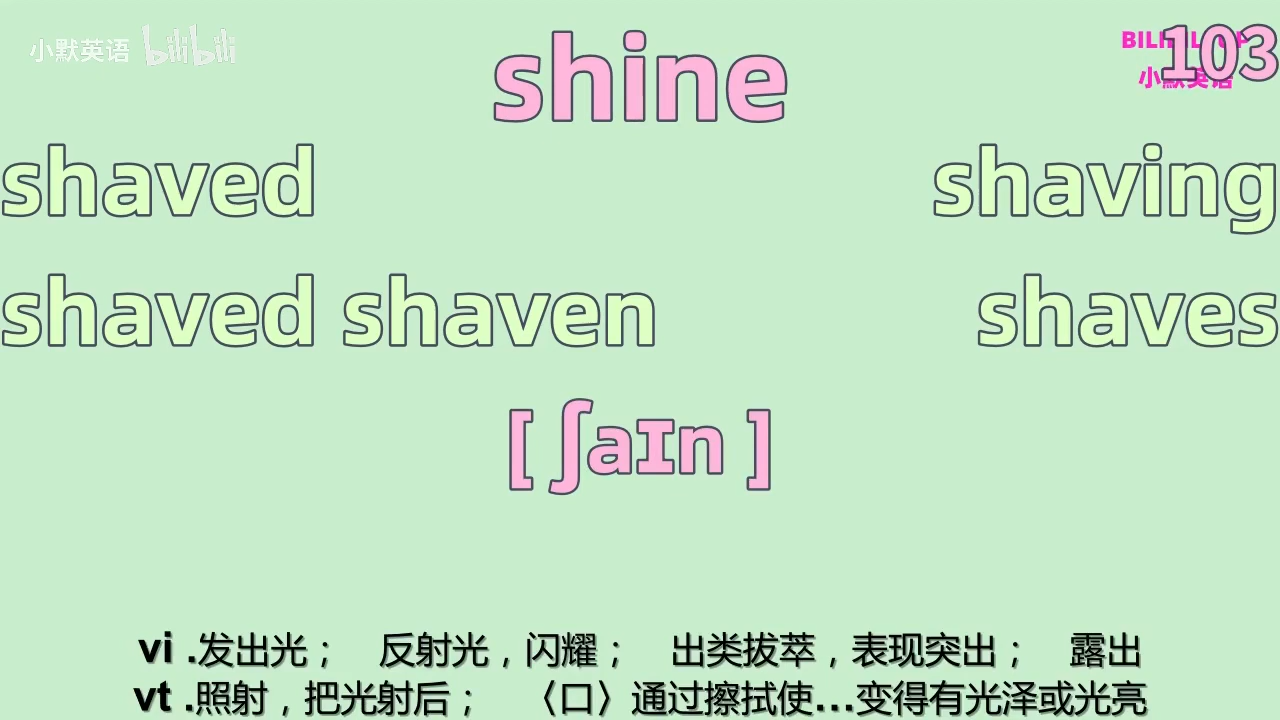 小默英语 bilibili
shine
103
小默英语
shaved
shaving
shaved shaven
shaves
[ ʃaɪn ]
vi .发出光； 反射光，闪耀； 出类拔萃，表现突出； 露出
vt .照射，把光射后； 〈口〉通过擦拭使…变得有光泽或光亮